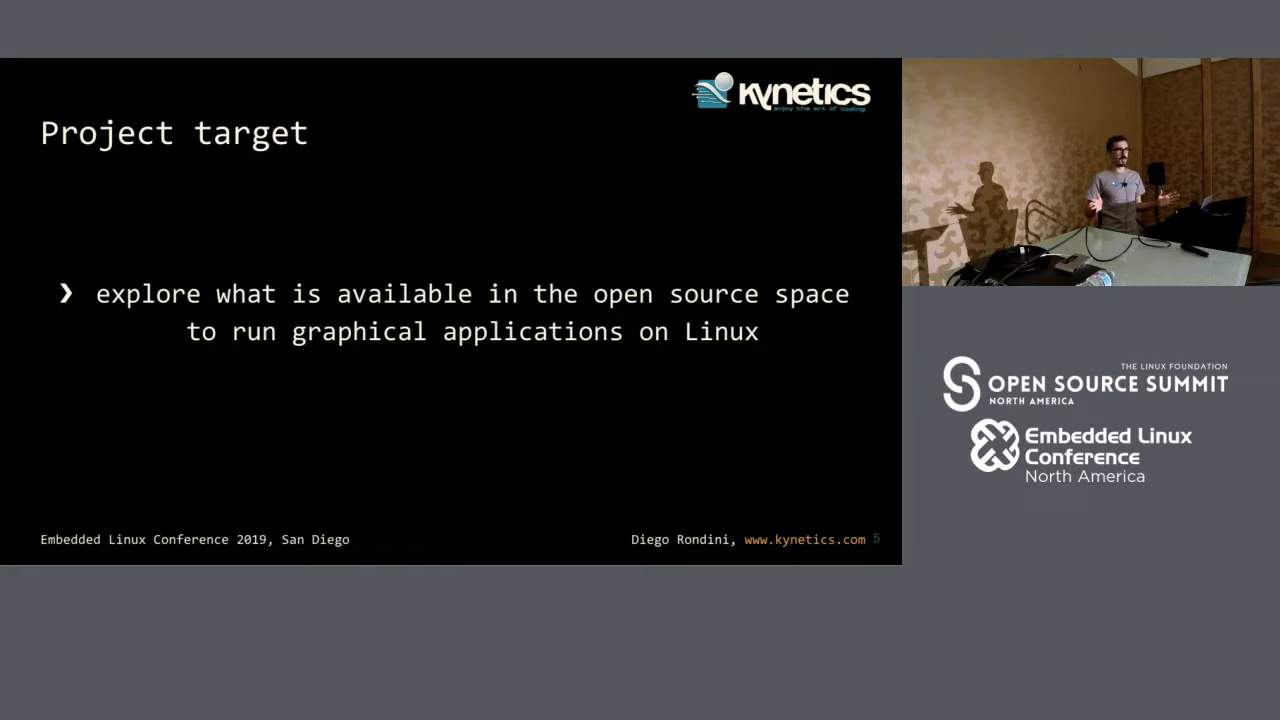 kynetics
enjoy the art of coding
Project target
❯ explore what is available in the open source space
to run graphical applications on Linux
Embedded Linux Conference 2019, San Diego
Diego Rondini, www.kynetics.com 5
THE LINUX FOUNDATION
OPEN SOURCE SUMMIT
NORTH AMERICA
Embedded Linux
Conference
North America